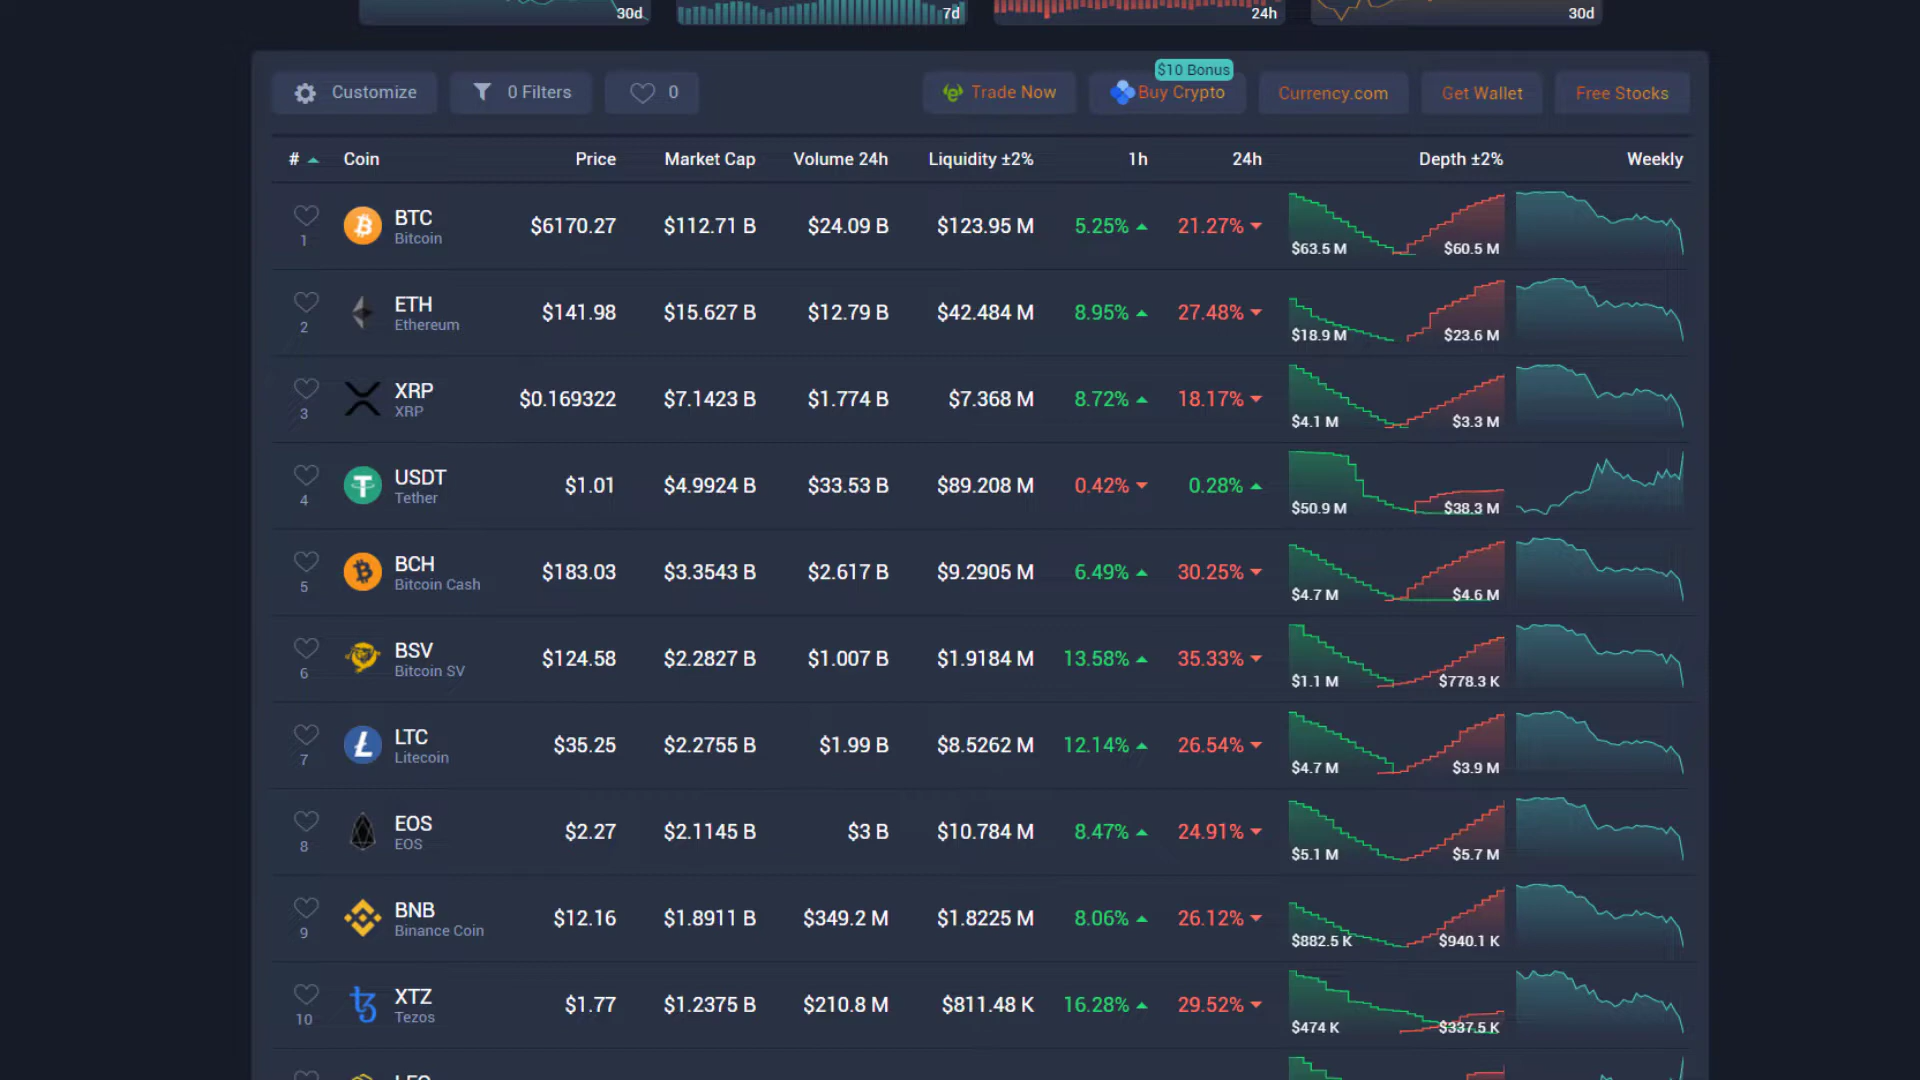 30d 7d 24h 30d
$10 Bonus
Customize 0 Filters 0 Trade Now Buy Crypto Currency.com Get Wallet Free Stocks
# Coin Price Market Cap Volume 24h Liquidity ±2% 1h 24h Depth ±2% Weekly
1 BTC Bitcoin $6170.27 $112.71 B $24.09 B $123.95 M 5.25% 21.27% $63.5 M $60.5 M
2 ETH Ethereum $141.98 $15.627 B $12.79 B $42.484 M 8.95% 27.48% $18.9 M $23.6 M
3 XRP XRP $0.169322 $7.1423 B $1.774 B $7.368 M 8.72% 18.17% $4.1 M $3.3 M
4 USDT Tether $1.01 $4.9924 B $33.53 B $89.208 M 0.42% 0.28% $50.9 M $38.3 M
5 BCH Bitcoin Cash $183.03 $3.3543 B $2.617 B $9.2905 M 6.49% 30.25% $4.7 M $4.6 M
6 BSV Bitcoin SV $124.58 $2.2827 B $1.007 B $1.9184 M 13.58% 35.33% $1.1 M $778.3 K
7 LTC Litecoin $35.25 $2.2755 B $1.99 B $8.5262 M 12.14% 26.54% $4.7 M $3.9 M
8 EOS EOS $2.27 $2.1145 B $3 B $10.784 M 8.47% 24.91% $5.1 M $5.7 M
9 BNB Binance Coin $12.16 $1.8911 B $349.2 M $1.8225 M 8.06% 26.12% $882.5 K $940.1 K
10 XTZ Tezos $1.77 $1.2375 B $210.8 M $811.48 K 16.28% 29.52% $474 K $337.5 K